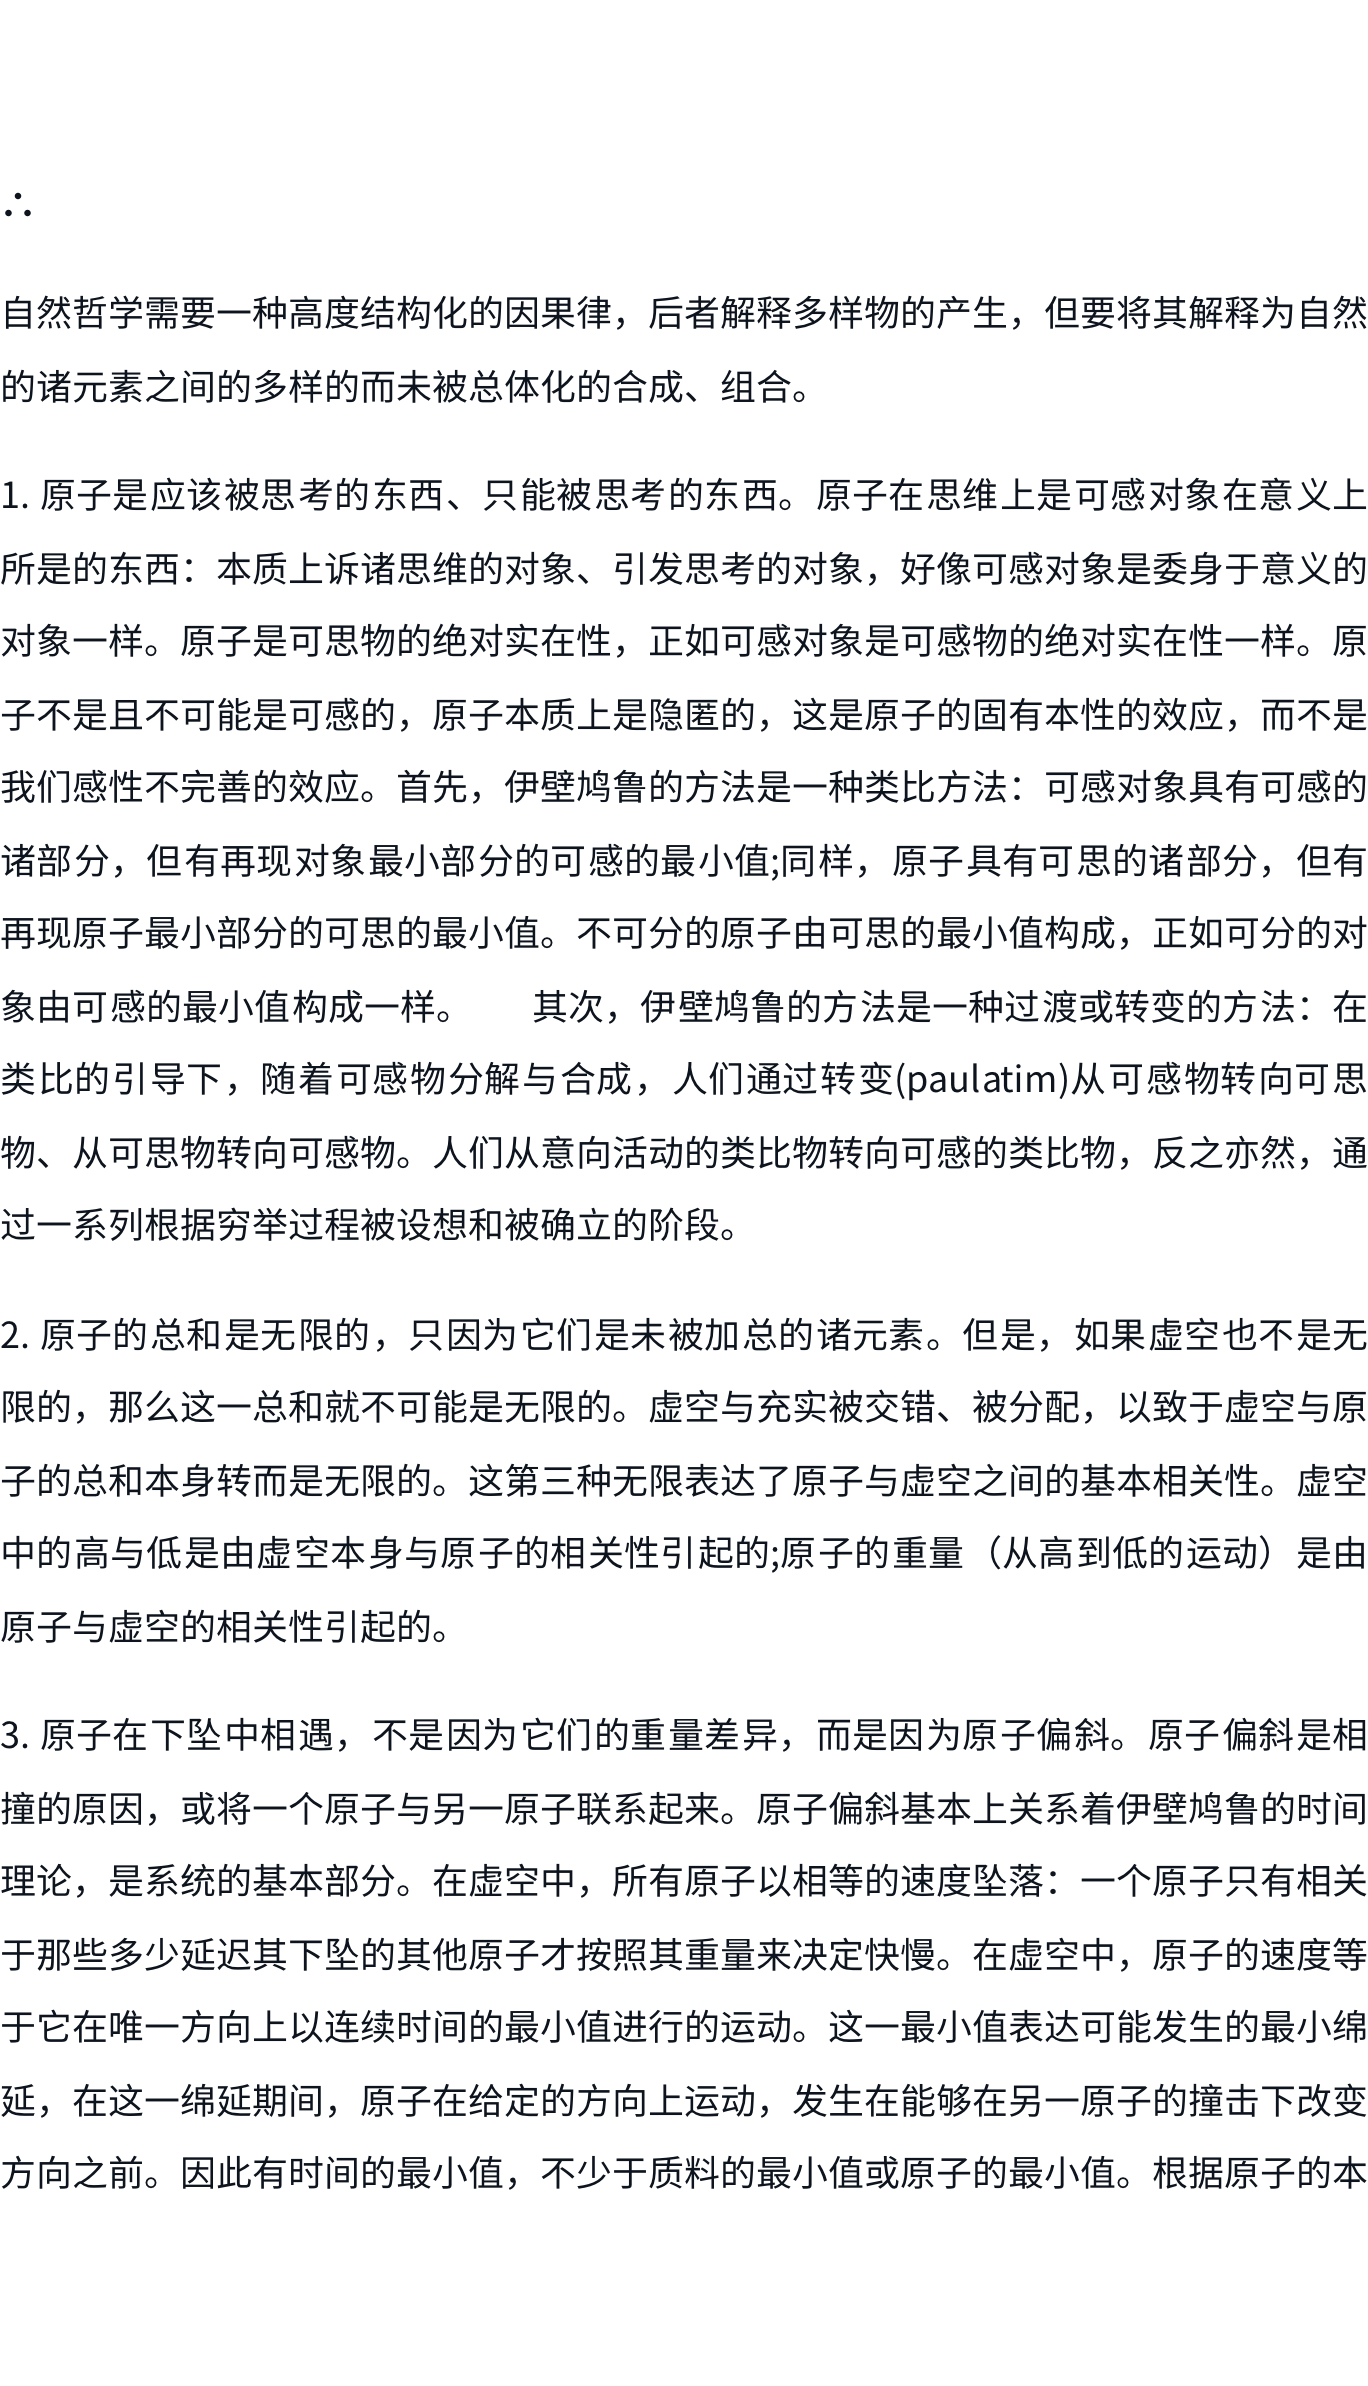 ∴
自然哲学需要一种高度结构化的因果律，后者解释多样物的产生，但要将其解释为自然
的诸元素之间的多样的而未被总体化的合成、组合。
1. 原子是应该被思考的东西、只能被思考的东西。原子在思维上是可感对象在意义上
所是的东西：本质上诉诸思维的对象、引发思考的对象，好像可感对象是委身于意义的
对象一样。原子是可思物的绝对实在性，正如可感对象是可感物的绝对实在性一样。原
子不是且不可能是可感的，原子本质上是隐匿的，这是原子的固有本性的效应，而不是
我们感性不完善的效应。首先，伊壁鸠鲁的方法是一种类比方法：可感对象具有可感的
诸部分，但有再现对象最小部分的可感的最小值;同样，原子具有可思的诸部分，但有
再现原子最小部分的可思的最小值。不可分的原子由可思的最小值构成，正如可分的对
象由可感的最小值构成一样。　　其次，伊壁鸠鲁的方法是一种过渡或转变的方法：在
类比的引导下，随着可感物分解与合成，人们通过转变(paulatim)从可感物转向可思
物、从可思物转向可感物。人们从意向活动的类比物转向可感的类比物，反之亦然，通
过一系列根据穷举过程被设想和被确立的阶段。
2. 原子的总和是无限的，只因为它们是未被加总的诸元素。但是，如果虚空也不是无
限的，那么这一总和就不可能是无限的。虚空与充实被交错、被分配，以致于虚空与原
子的总和本身转而是无限的。这第三种无限表达了原子与虚空之间的基本相关性。虚空
中的高与低是由虚空本身与原子的相关性引起的;原子的重量（从高到低的运动）是由
原子与虚空的相关性引起的。
3. 原子在下坠中相遇，不是因为它们的重量差异，而是因为原子偏斜。原子偏斜是相
撞的原因，或将一个原子与另一原子联系起来。原子偏斜基本上关系着伊壁鸠鲁的时间
理论，是系统的基本部分。在虚空中，所有原子以相等的速度坠落：一个原子只有相关
于那些多少延迟其下坠的其他原子才按照其重量来决定快慢。在虚空中，原子的速度等
于它在唯一方向上以连续时间的最小值进行的运动。这一最小值表达可能发生的最小绵
延，在这一绵延期间，原子在给定的方向上运动，发生在能够在另一原子的撞击下改变
方向之前。因此有时间的最小值，不少于质料的最小值或原子的最小值。根据原子的本